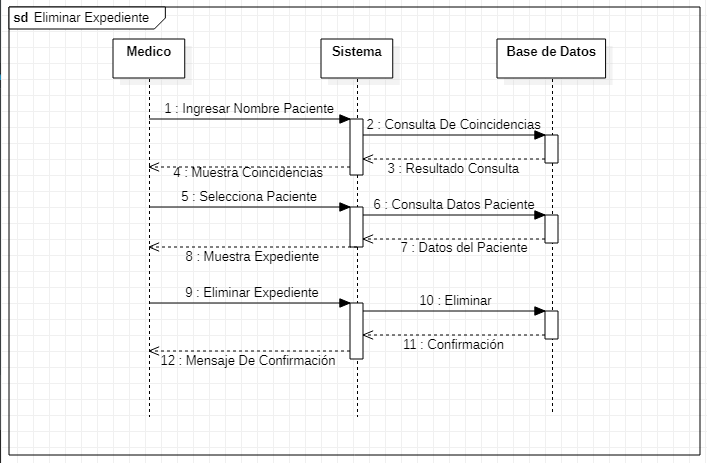 sd Eliminar Expediente
Medico
Sistema
Base de Datos
1 : Ingresar Nombre Paciente
2 : Consulta De Coincidencias
3 : Resultado Consulta
4 : Muestra Coincidencias
5 : Selecciona Paciente
6 : Consulta Datos Paciente
7 : Datos del Paciente
8 : Muestra Expediente
9 : Eliminar Expediente
10 : Eliminar
11 : Confirmación
12 : Mensaje De Confirmación